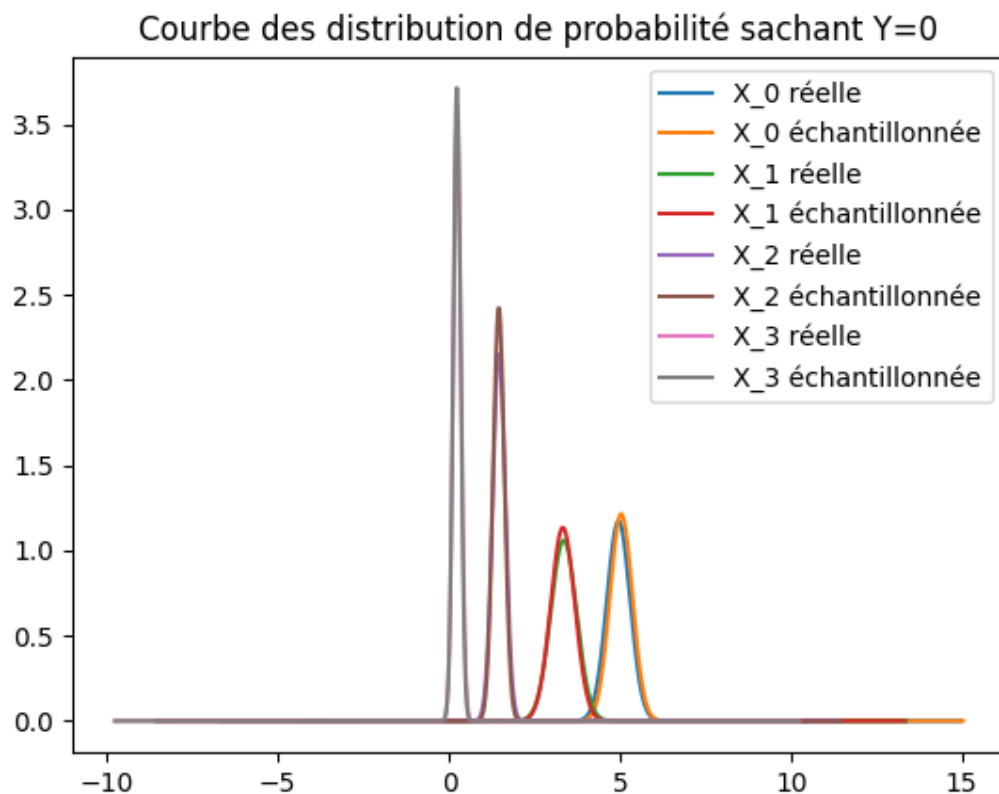 Courbe des distribution de probabilité sachant Y=0
X_0 réelle
X_0 échantillonnée
X_1 réelle
X_1 échantillonnée
X_2 réelle
X_2 échantillonnée
X_3 réelle
X_3 échantillonnée
3.5
3.0
2.5
2.0
1.5
1.0
0.5
0.0
−10 −5 0 5 10 15